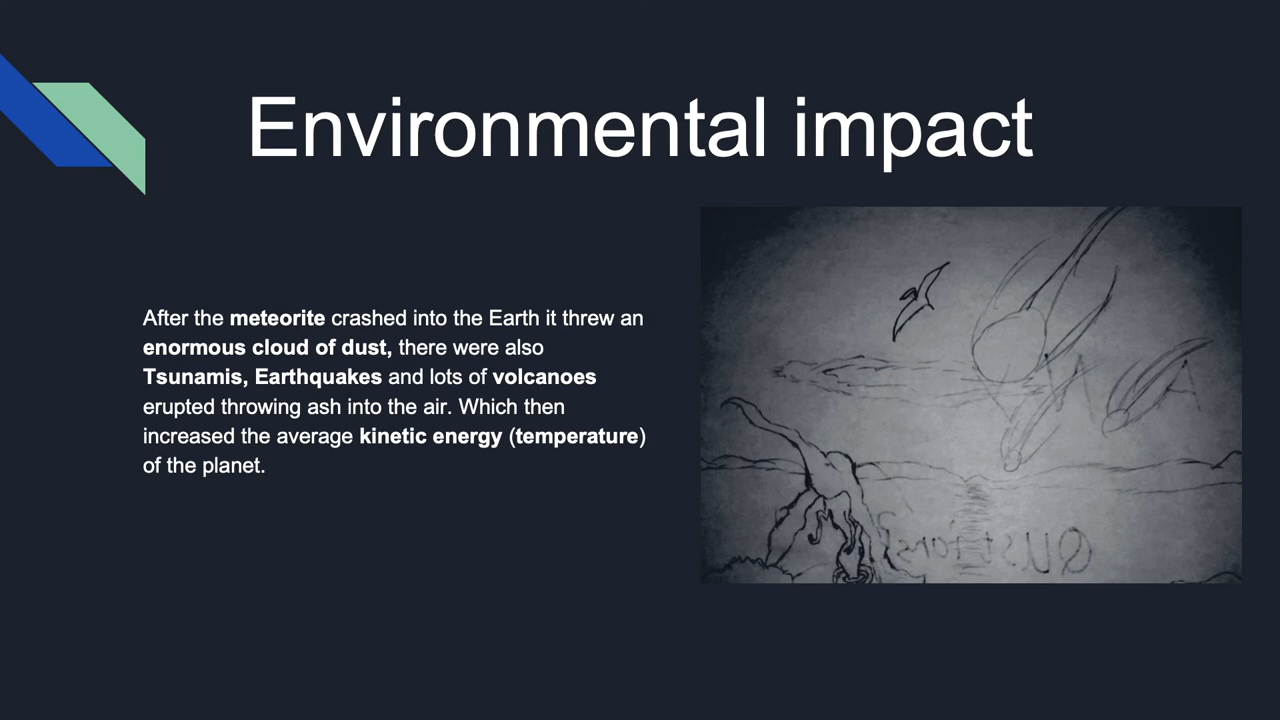 Environmental impact
After the meteorite crashed into the Earth it threw an
enormous cloud of dust, there were also
Tsunamis, Earthquakes and lots of volcanoes
erupted throwing ash into the air. Which then
increased the average kinetic energy (temperature)
of the planet.